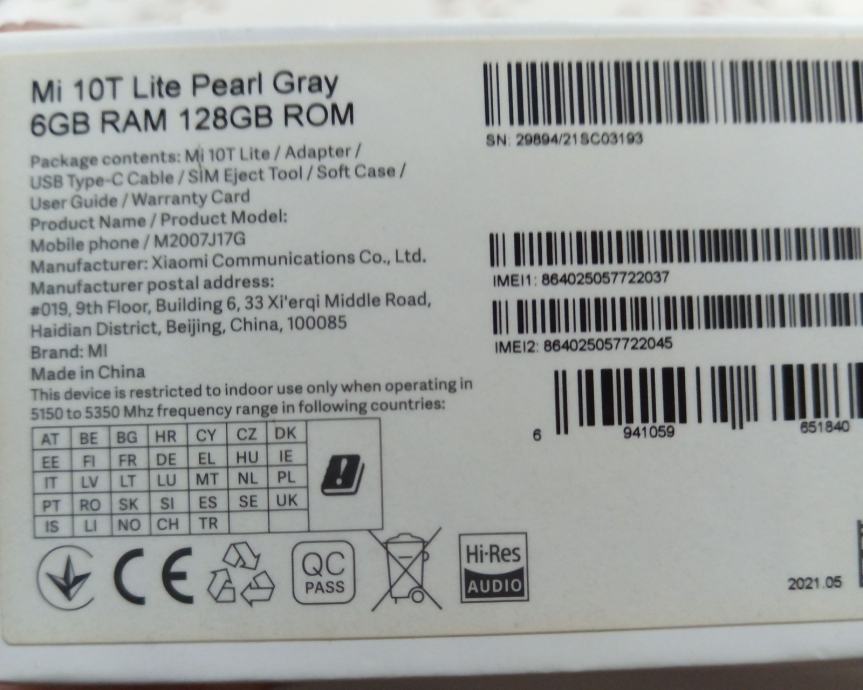 Mi 10T Lite Pearl Gray
6GB RAM 128GB ROM
Package contents: Mi 10T Lite / Adapter /
USB Type-C Cable / SIM Eject Tool / Soft Case /
User Guide / Warranty Card
Product Name / Product Model:
Mobile phone / M2007J17G
Manufacturer: Xiaomi Communications Co., Ltd.
Manufacturer postal address:
#019, 9th Floor, Building 6, 33 Xi'erqi Middle Road,
Haidian District, Beijing, China, 100085
Brand: MI
Made in China
This device is restricted to indoor use only when operating in
5150 to 5350 Mhz frequency range in following countries:
AT BE BG HR CY CZ DK
EE FI FR DE EL HU IE
IT LV LT LU MT NL PL
PT RO SK SI ES SE UK
IS LI NO CH TR
CE
QC
PASS
Hi-Res
AUDIO
SN: 29894/21SC03193
IMEI1: 864025057722037
IMEI2: 864025057722045
6 941059 651840
2021.05